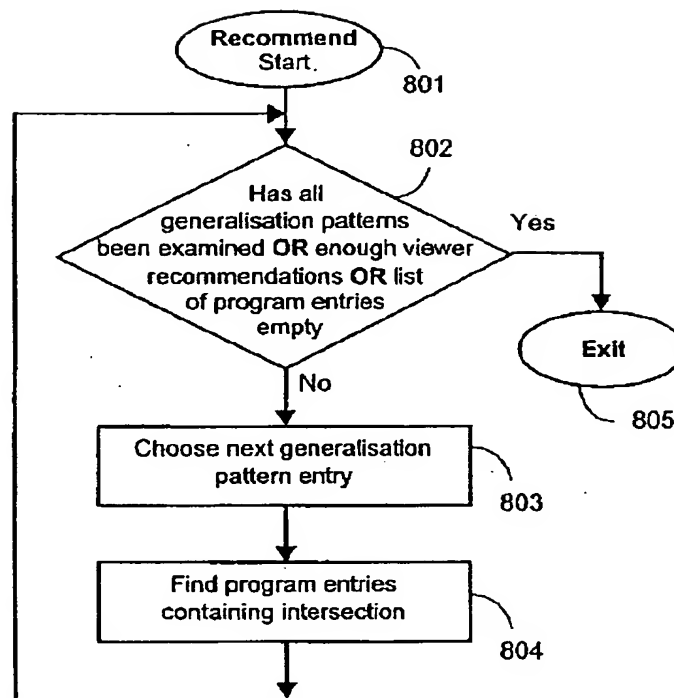 Recommend
Start.
801
802
Has all
generalisation patterns
been examined OR enough viewer
recommendations OR list
of program entries
empty
Yes
Exit
805
No
Choose next generalisation
pattern entry
803
Find program entries
containing intersection
804